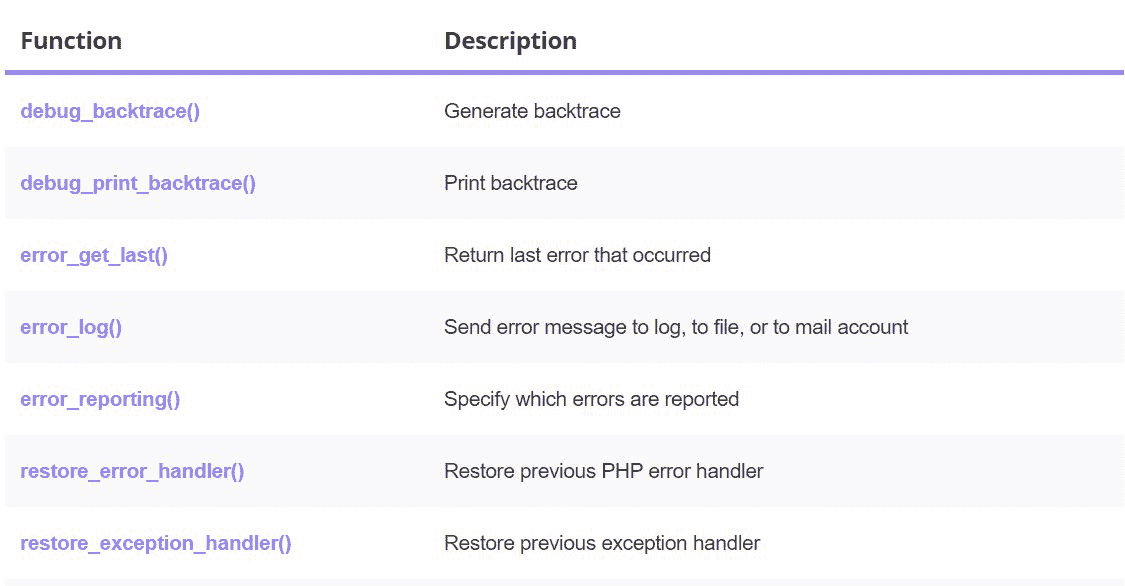 Function Description
debug_backtrace() Generate backtrace
debug_print_backtrace() Print backtrace
error_get_last() Return last error that occurred
error_log() Send error message to log, to file, or to mail account
error_reporting() Specify which errors are reported
restore_error_handler() Restore previous PHP error handler
restore_exception_handler() Restore previous exception handler